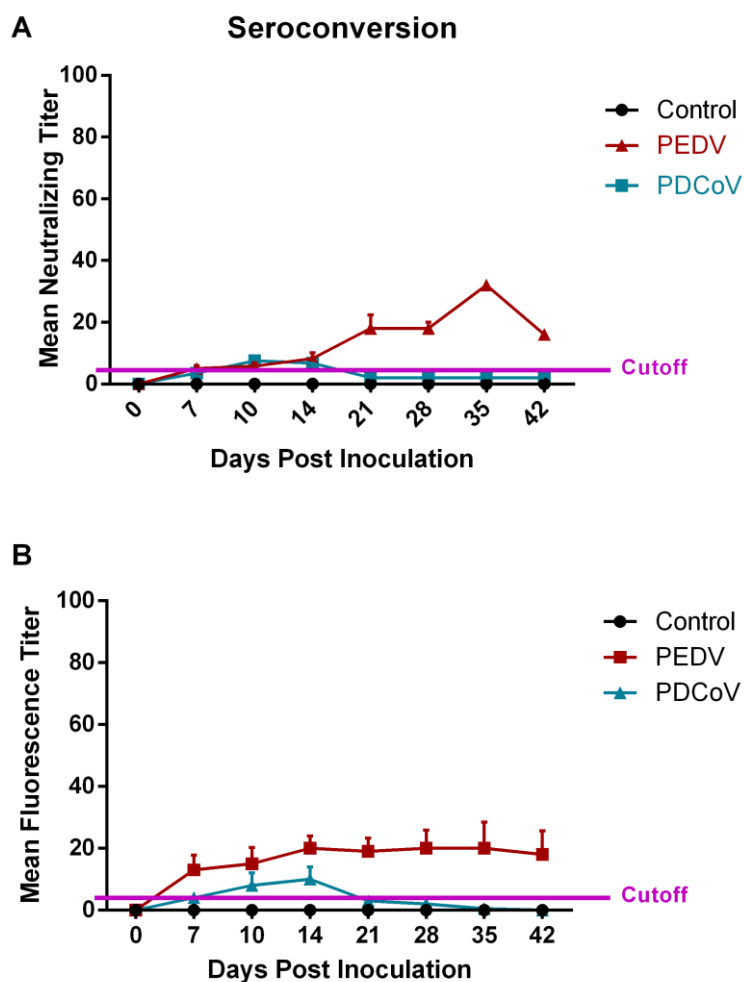 A
Seroconversion
Mean Neutralizing Titer
100
80
60
40
20
0
0 7 10 14 21 28 35 42
Days Post Inoculation
Control
PEDV
PDCoV
Cutoff
B
Mean Fluorescence Titer
100
80
60
40
20
0
0 7 10 14 21 28 35 42
Days Post Inoculation
Control
PEDV
PDCoV
Cutoff